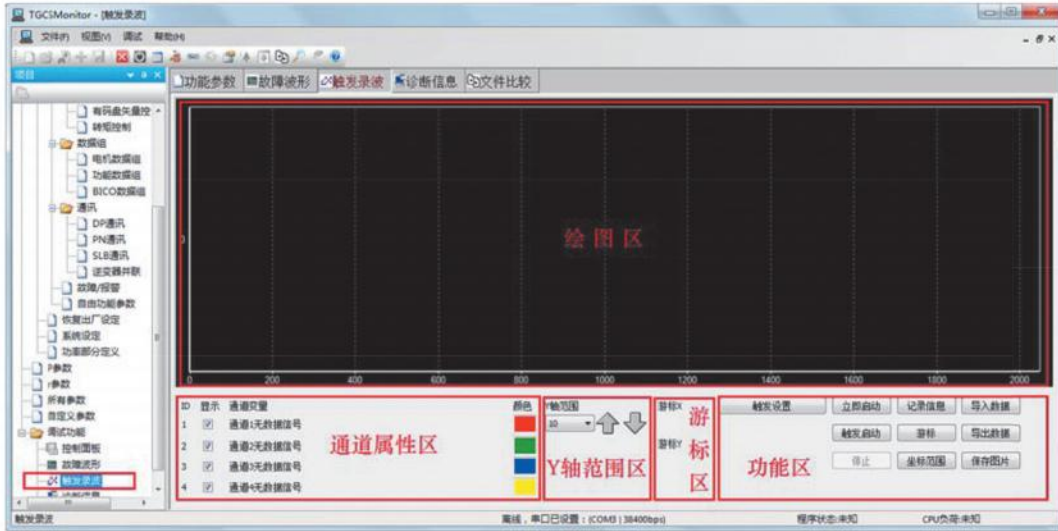 TGCSMonitor - [触发录波]
文件(F) 视图(V) 调试 帮助(H)
项目
功能参数 故障波形 触发录波 诊断信息 文件比较
有码盘矢量控
转矩控制
数据组
电机数据组
功能数据组
BICO数据组
通讯
DP通讯
PN通讯
SLB通讯
逆变器并联
故障/报警
自由功能参数
恢复出厂设定
系统设定
功率部分定义
P参数
r参数
所有参数
自定义参数
调试功能
控制面板
故障波形
触发录波
诊断信息
绘图区
0 200 400 600 800 1000 1200 1400 1600 1800 2000
ID 显示 通道变量 颜色
1 通道1无数据信号
2 通道2无数据信号
3 通道3无数据信号
4 通道4无数据信号
通道属性区
Y轴范围
10
Y轴范围区
游标X
游标Y
游标区
触发设置 立即启动 记录信息 导入数据
触发启动 游标 导出数据
停止 坐标范围 保存图片
功能区
触发录波
离线，串口已设置：(COM3 | 38400bps)
程序状态:未知
CPU负荷:未知